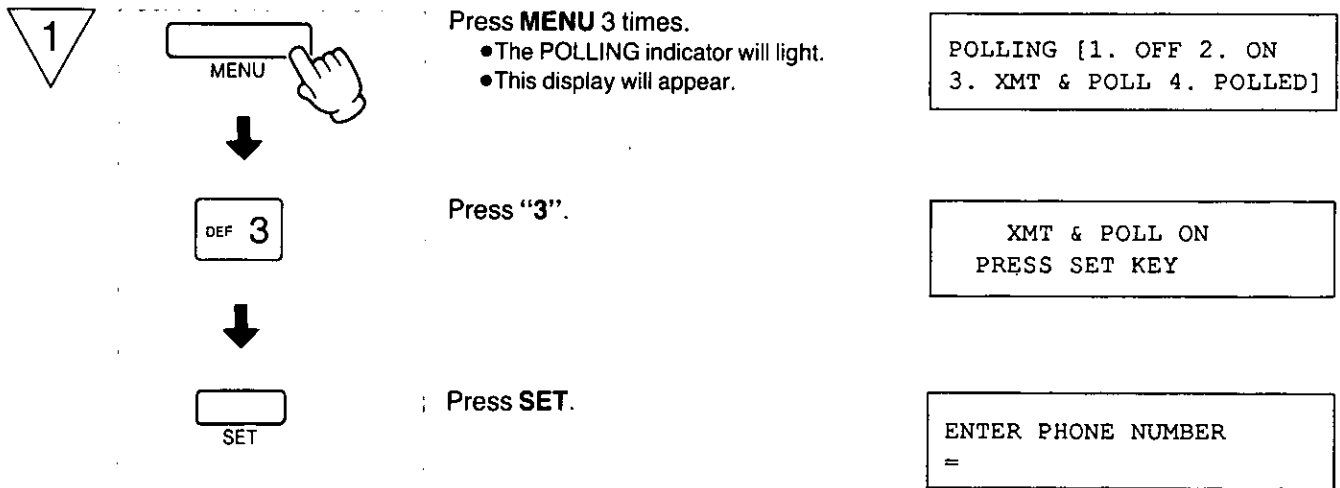 1
MENU
Press MENU 3 times.
●The POLLING indicator will light.
●This display will appear.
POLLING [1. OFF 2. ON
3. XMT & POLL 4. POLLED]
DEF 3
Press “3”.
XMT & POLL ON
PRESS SET KEY
SET
Press SET.
ENTER PHONE NUMBER
=